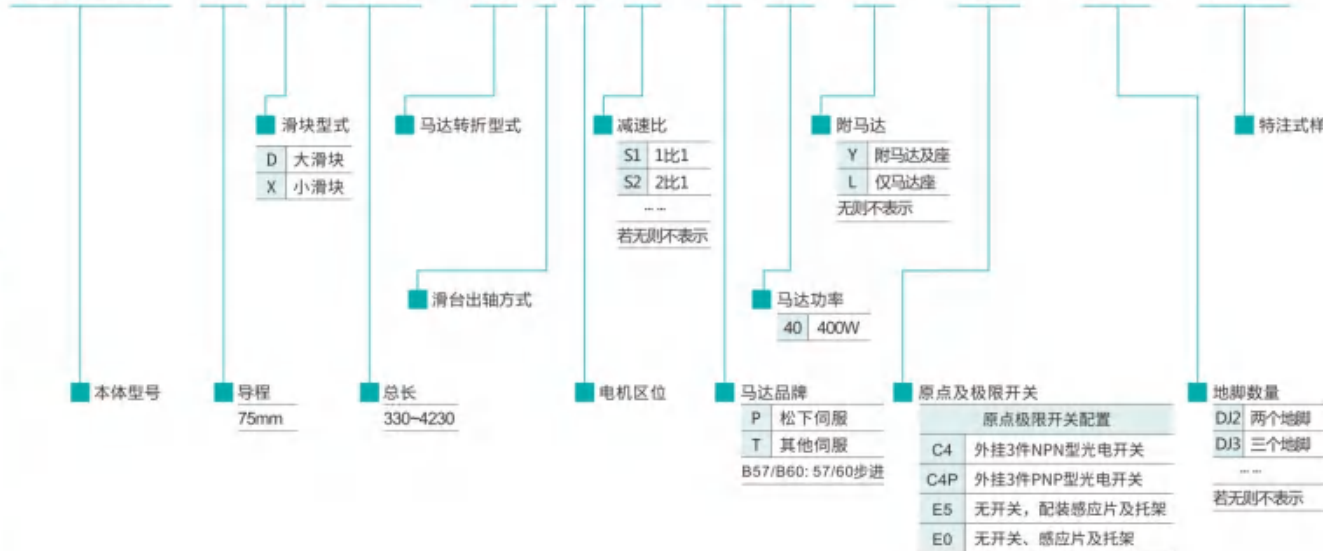 滑块型式
D 大滑块
X 小滑块
马达转折型式
减速比
S1 1比1
S2 2比1
... ...
若无则不表示
附马达
Y 附马达及座
L 仅马达座
无则不表示
特注式样
滑台出轴方式
马达功率
40 400W
本体型号
导程
75mm
总长
330~4230
电机区位
马达品牌
P 松下伺服
T 其他伺服
B57/B60: 57/60步进
原点及极限开关
原点极限开关配置
C4 外挂3件NPN型光电开关
C4P 外挂3件PNP型光电开关
E5 无开关，配装感应片及托架
E0 无开关、感应片及托架
地脚数量
DJ2 两个地脚
DJ3 三个地脚
... ...
若无则不表示